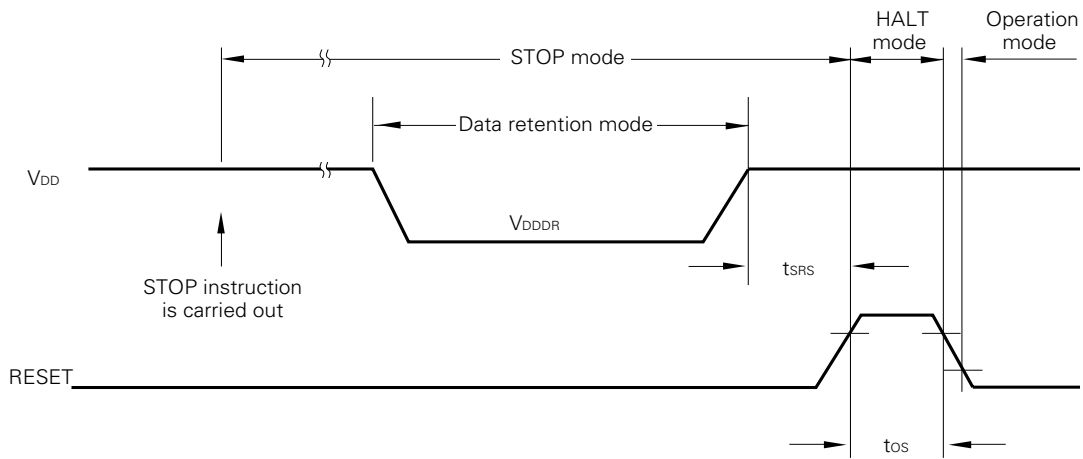 HALT
mode
Operation
mode
STOP mode
Data retention mode
VDD
VDDDR
tSRS
STOP instruction
is carried out
RESET
tOS